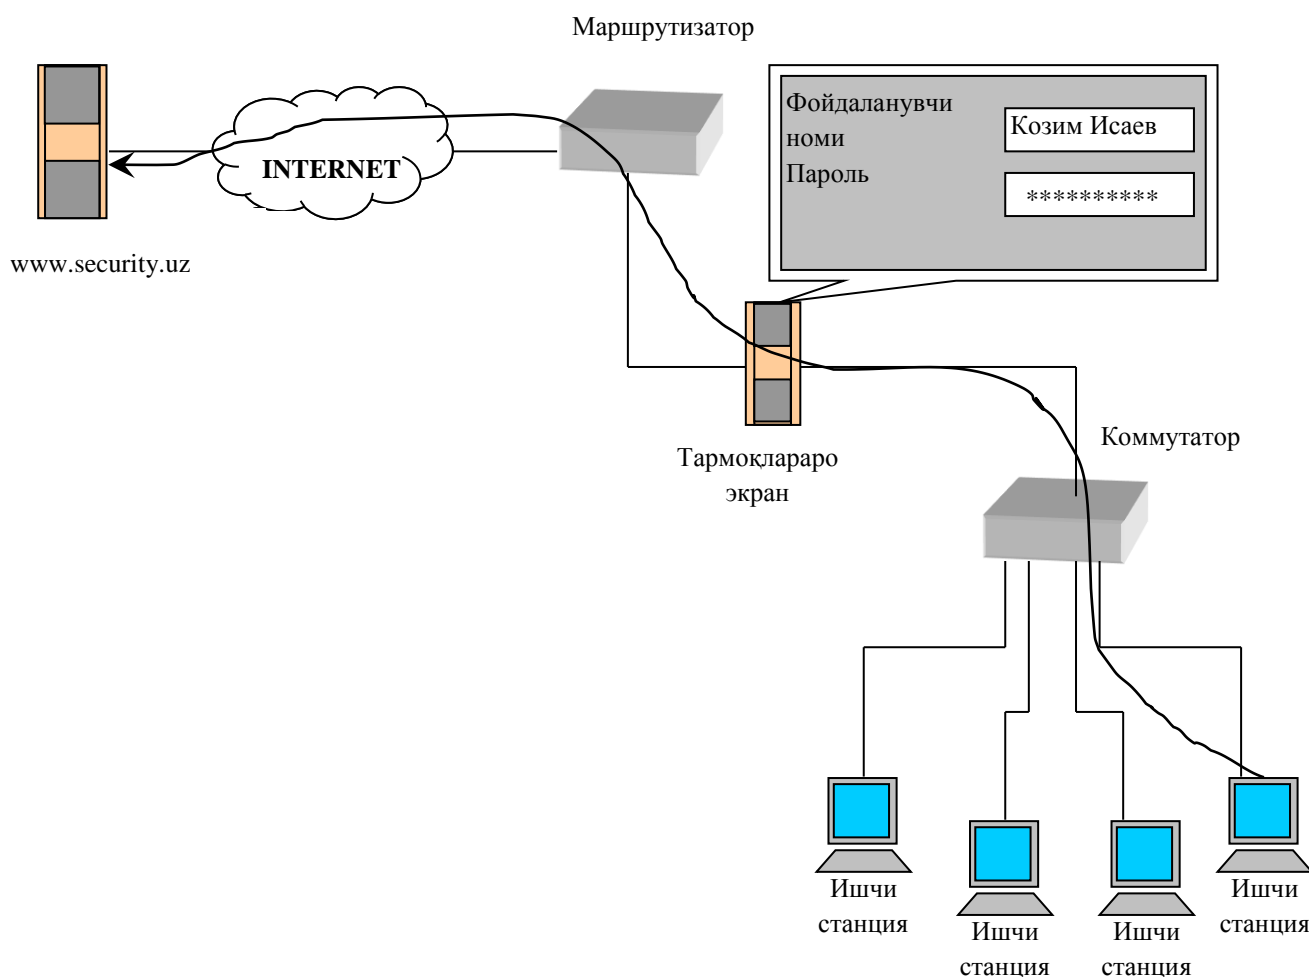 Маршрутизатор
Фойдаланувчи
номи
Пароль
Козим Исаев
**********
INTERNET
www.security.uz
Тармоқлараро
экран
Коммутатор
Ишчи
станция
Ишчи
станция
Ишчи
станция
Ишчи
станция